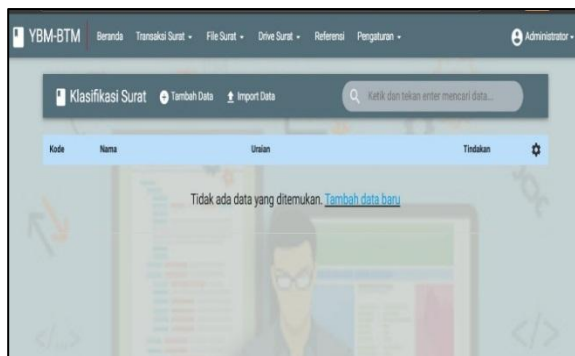 YBM-BTM Beranda Transaksi Surat File Surat Drive Surat Referensi Pengaturan Administrator
Klasifikasi Surat Tambah Data Import Data Ketik dan tekan enter mencari data...
Kode Nama Uraian Tindakan
Tidak ada data yang ditemukan. Tambah data baru